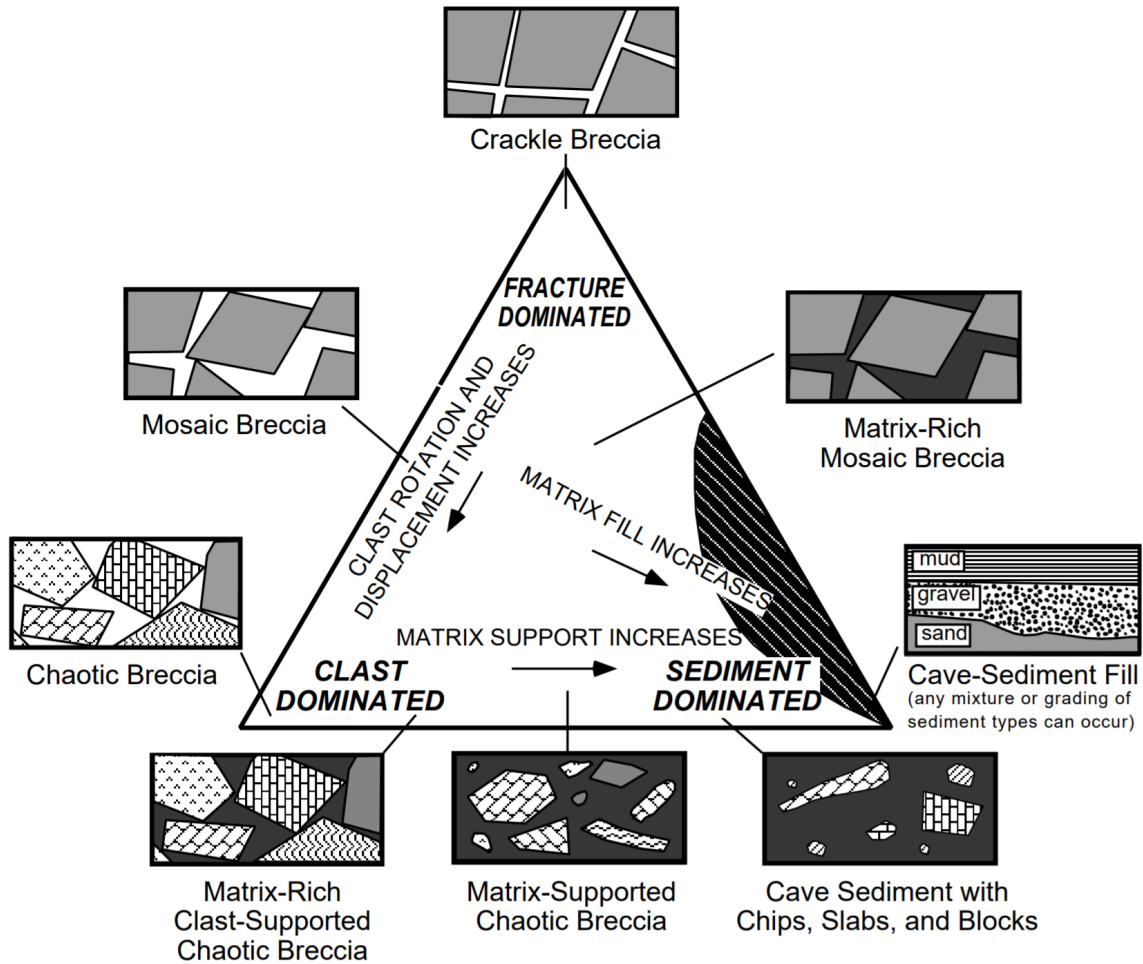 Crackle Breccia
FRACTURE
DOMINATED
Mosaic Breccia
Matrix-Rich
Mosaic Breccia
CLAST ROTATION AND
DISPLACEMENT INCREASES
MATRIX FILL INCREASES
Chaotic Breccia
mud
gravel
sand
Cave-Sediment Fill
(any mixture or grading of
sediment types can occur)
MATRIX SUPPORT INCREASES
CLAST
DOMINATED
SEDIMENT
DOMINATED
Matrix-Rich
Clast-Supported
Chaotic Breccia
Matrix-Supported
Chaotic Breccia
Cave Sediment with
Chips, Slabs, and Blocks